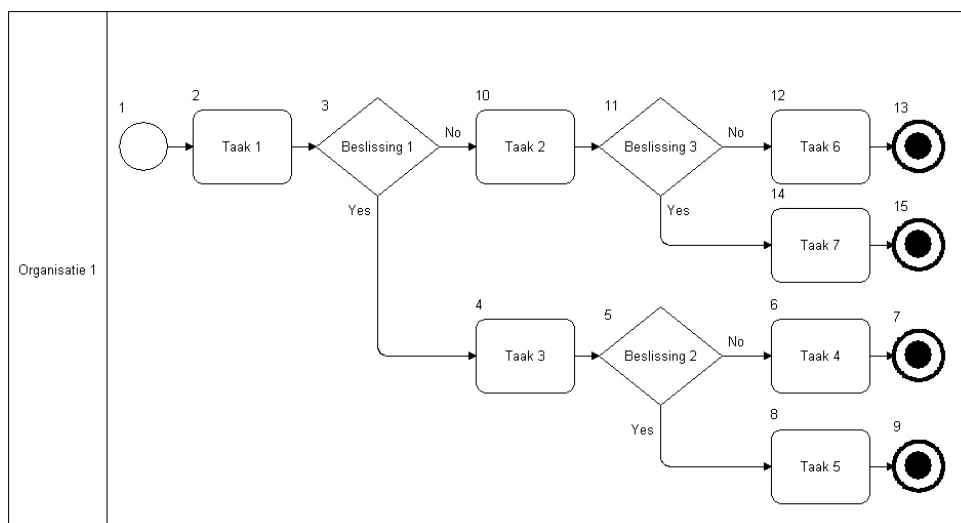 1
2
3
10
11
12
13
Taak 1
Beslissing 1
No
Taak 2
Beslissing 3
No
Taak 6
Yes
Yes
14
15
Taak 7
Organisatie 1
4
5
6
7
Taak 3
Beslissing 2
No
Taak 4
Yes
8
9
Taak 5